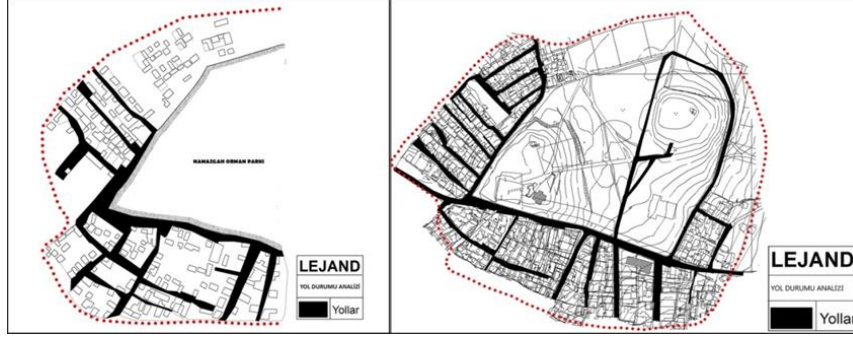 NAMAZGAH ORMAN PARKI
LEJAND
YOL DURUMU ANALİZİ
Yollar
LEJAND
YOL DURUMU ANALİZİ
Yollar